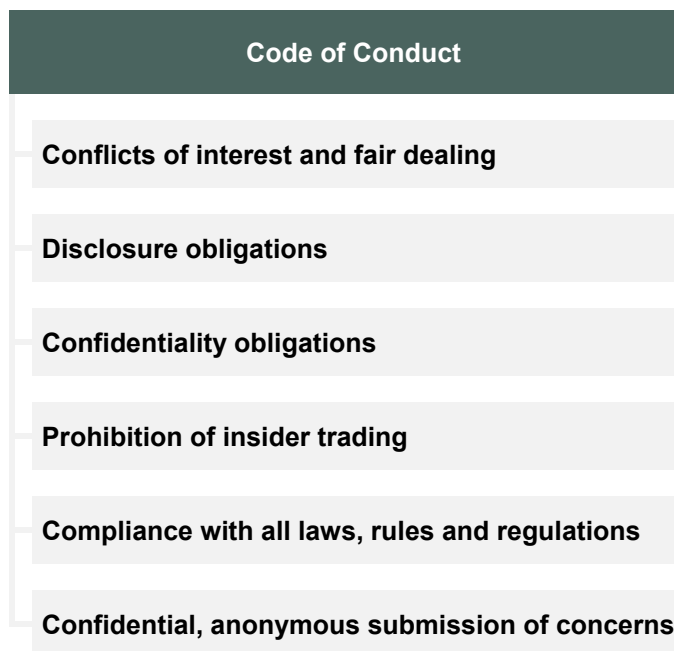 Code of Conduct
Conflicts of interest and fair dealing
Disclosure obligations
Confidentiality obligations
Prohibition of insider trading
Compliance with all laws, rules and regulations
Confidential, anonymous submission of concerns